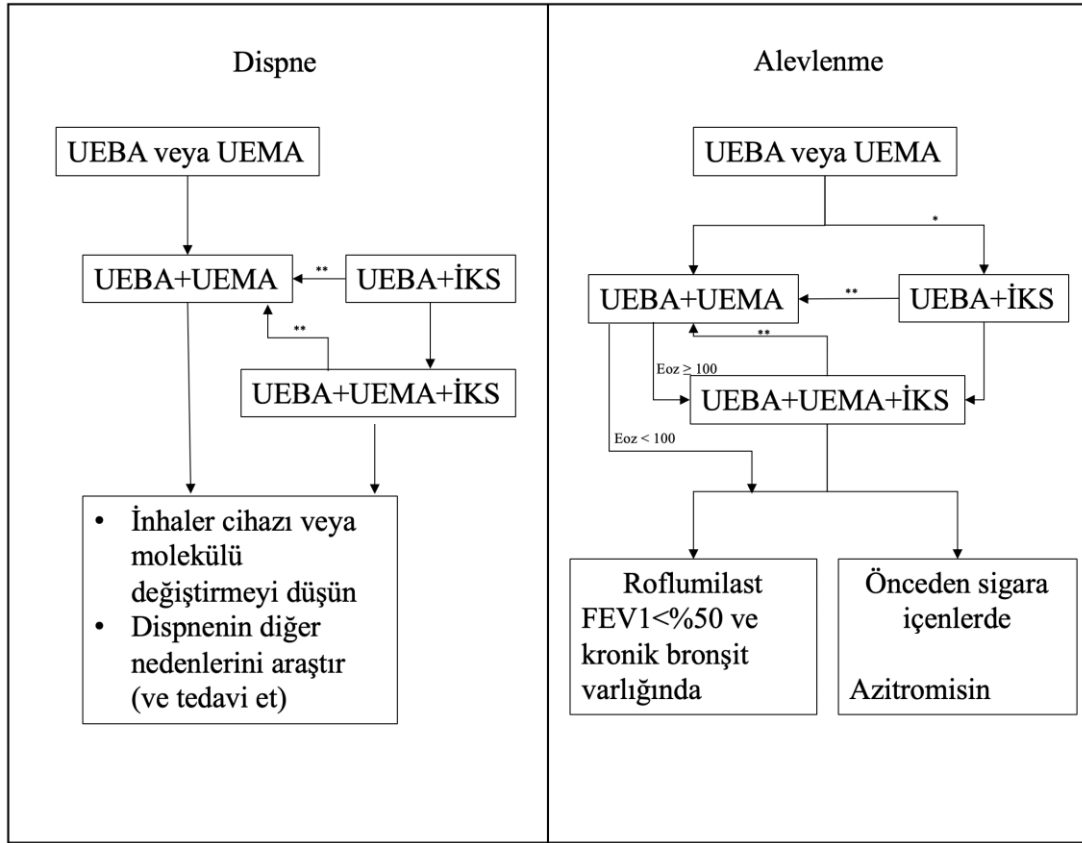 Dispne
UEBA veya UEMA
UEBA+UEMA
**
UEBA+İKS
**
UEBA+UEMA+İKS
• İnhaler cihazı veya
molekülü
değiştirmeyi düşün
• Dispnenin diğer
nedenlerini araştır
(ve tedavi et)
Alevlenme
UEBA veya UEMA
*
UEBA+UEMA
**
UEBA+İKS
**
Eoz ≥ 100
UEBA+UEMA+İKS
Eoz < 100
Roflumilast
FEV1<%50 ve
kronik bronşit
varlığında
Önceden sigara
içenlerde
Azitromisin